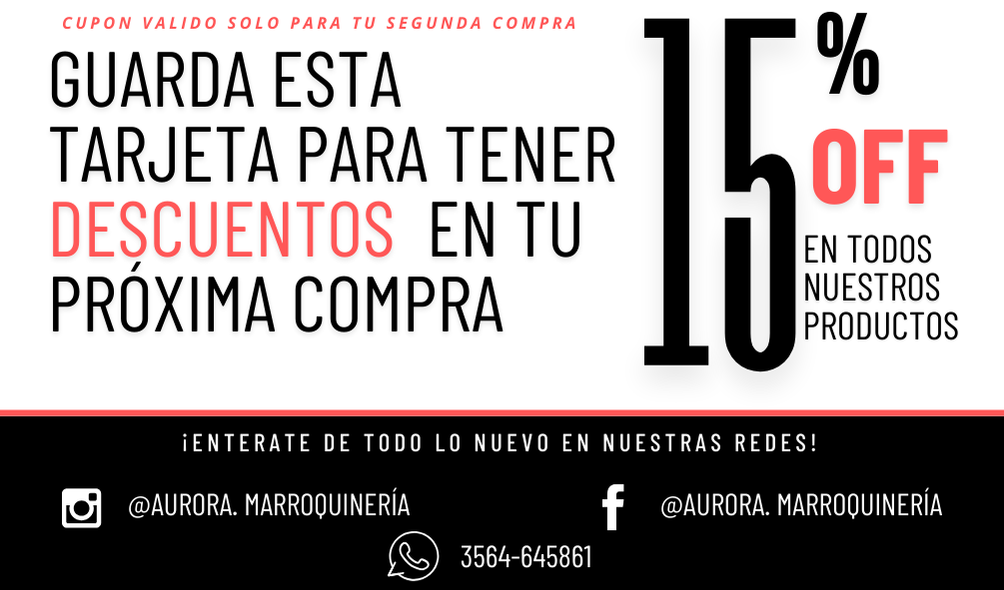 CUPON VALIDO SOLO PARA TU SEGUNDA COMPRA
GUARDA ESTA
TARJETA PARA TENER
DESCUENTOS EN TU
PRÓXIMA COMPRA
15%
OFF
EN TODOS
NUESTROS
PRODUCTOS
¡ENTERATE DE TODO LO NUEVO EN NUESTRAS REDES!
@AURORA. MARROQUINERÍA
@AURORA. MARROQUINERÍA
3564-645861